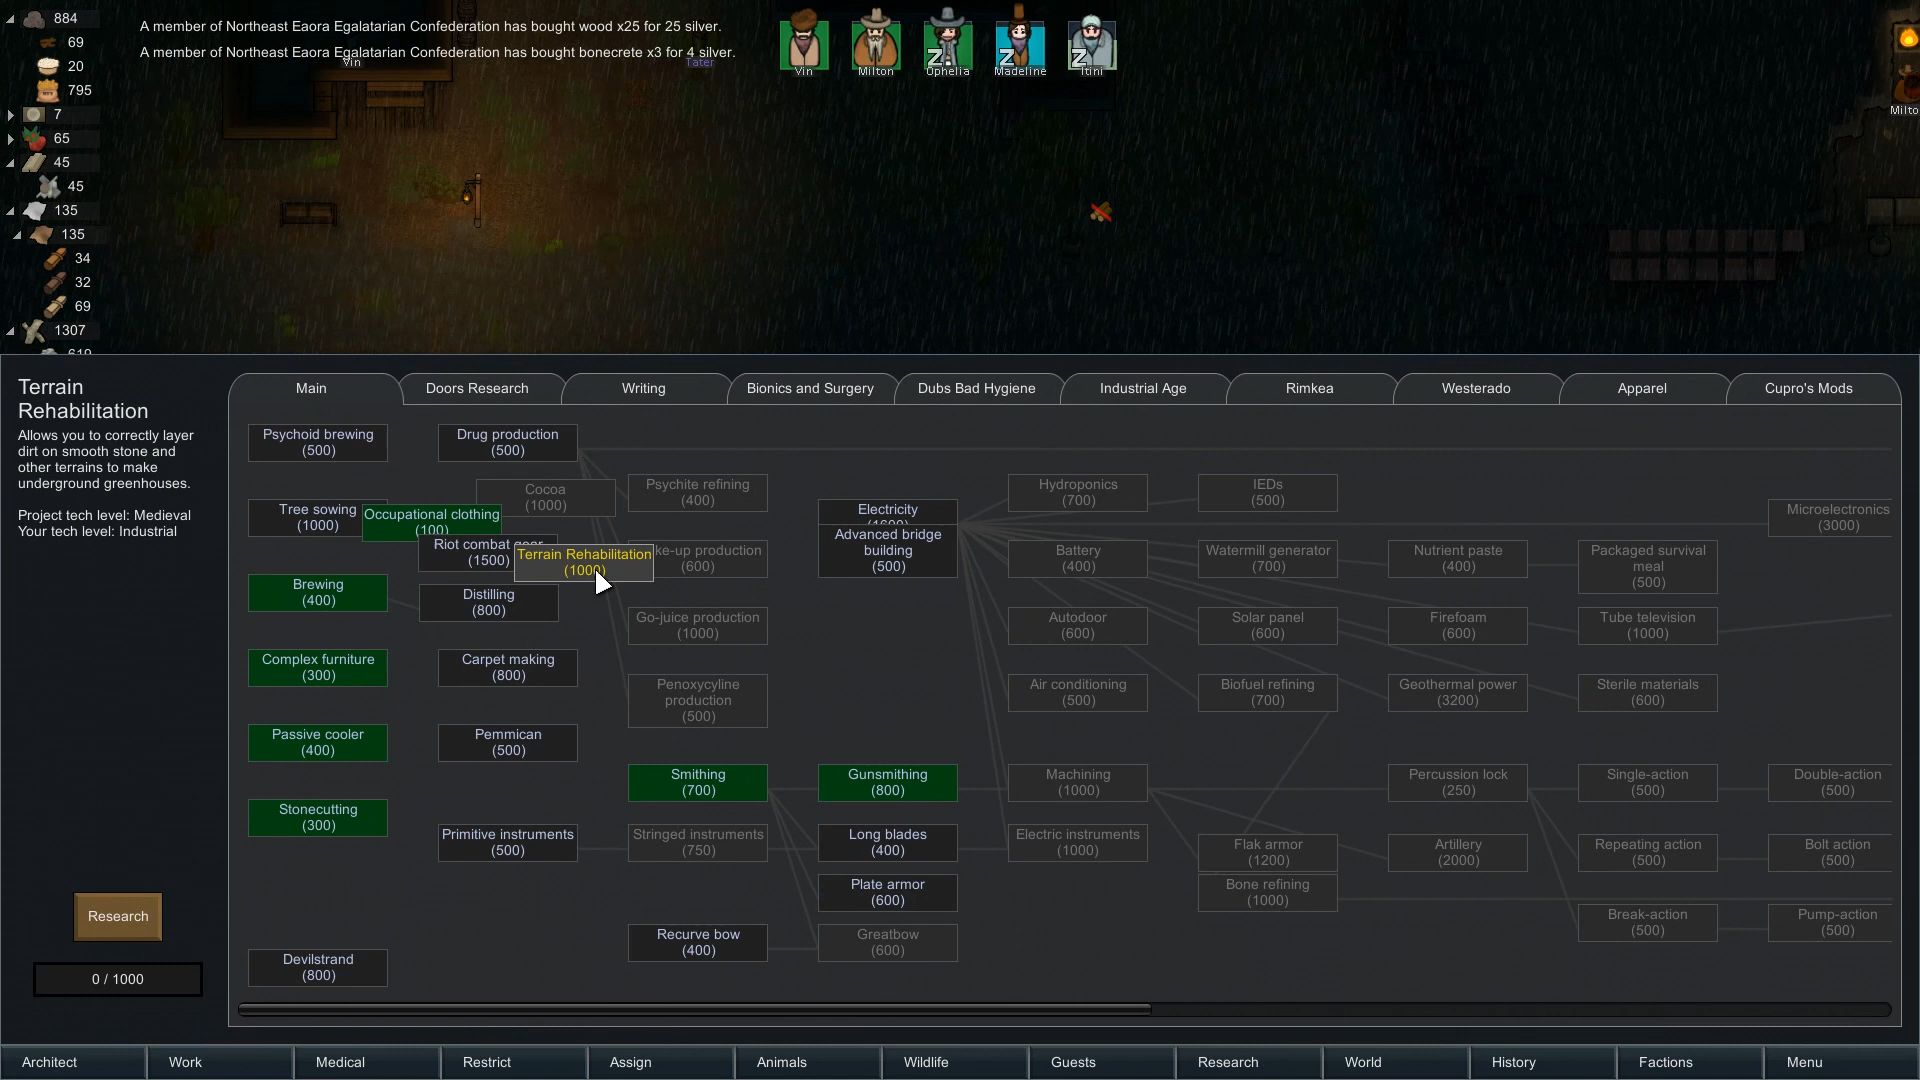 884
69
20
795
7
65
45
45
135
135
34
32
69
1307
A member of Northeast Eaora Egalatarian Confederation has bought wood x25 for 25 silver.
A member of Northeast Eaora Egalatarian Confederation has bought bonecrete x3 for 4 silver.
Vin
Tater
Vin
Milton
Ophelia
Madeline
Itini
Milto
Terrain
Rehabilitation
Allows you to correctly layer
dirt on smooth stone and
other terrains to make
underground greenhouses.
Project tech level: Medieval
Your tech level: Industrial
Research
0 / 1000
Main
Doors Research
Writing
Bionics and Surgery
Dubs Bad Hygiene
Industrial Age
Rimkea
Westerado
Apparel
Cupro's Mods
Psychoid brewing
(500)
Drug production
(500)
Cocoa
(1000)
Psychite refining
(400)
Hydroponics
(700)
IEDs
(500)
Tree sowing
(1000)
Occupational clothing
(100)
Electricity
(1600)
Microelectronics
(3000)
Riot combat gear
(1500)
Terrain Rehabilitation
(1000)
ke-up production
(600)
Advanced bridge
building
(500)
Battery
(400)
Watermill generator
(700)
Nutrient paste
(400)
Packaged survival
meal
(500)
Brewing
(400)
Distilling
(800)
Go-juice production
(1000)
Autodoor
(600)
Solar panel
(600)
Firefoam
(600)
Tube television
(1000)
Complex furniture
(300)
Carpet making
(800)
Penoxycyline
production
(500)
Air conditioning
(500)
Biofuel refining
(700)
Geothermal power
(3200)
Sterile materials
(600)
Passive cooler
(400)
Pemmican
(500)
Smithing
(700)
Gunsmithing
(800)
Machining
(1000)
Percussion lock
(250)
Single-action
(500)
Double-action
(500)
Stonecutting
(300)
Primitive instruments
(500)
Stringed instruments
(750)
Long blades
(400)
Electric instruments
(1000)
Flak armor
(1200)
Artillery
(2000)
Repeating action
(500)
Bolt action
(500)
Plate armor
(600)
Bone refining
(1000)
Recurve bow
(400)
Greatbow
(600)
Break-action
(500)
Pump-action
(500)
Devilstrand
(800)
Architect
Work
Medical
Restrict
Assign
Animals
Wildlife
Guests
Research
World
History
Factions
Menu